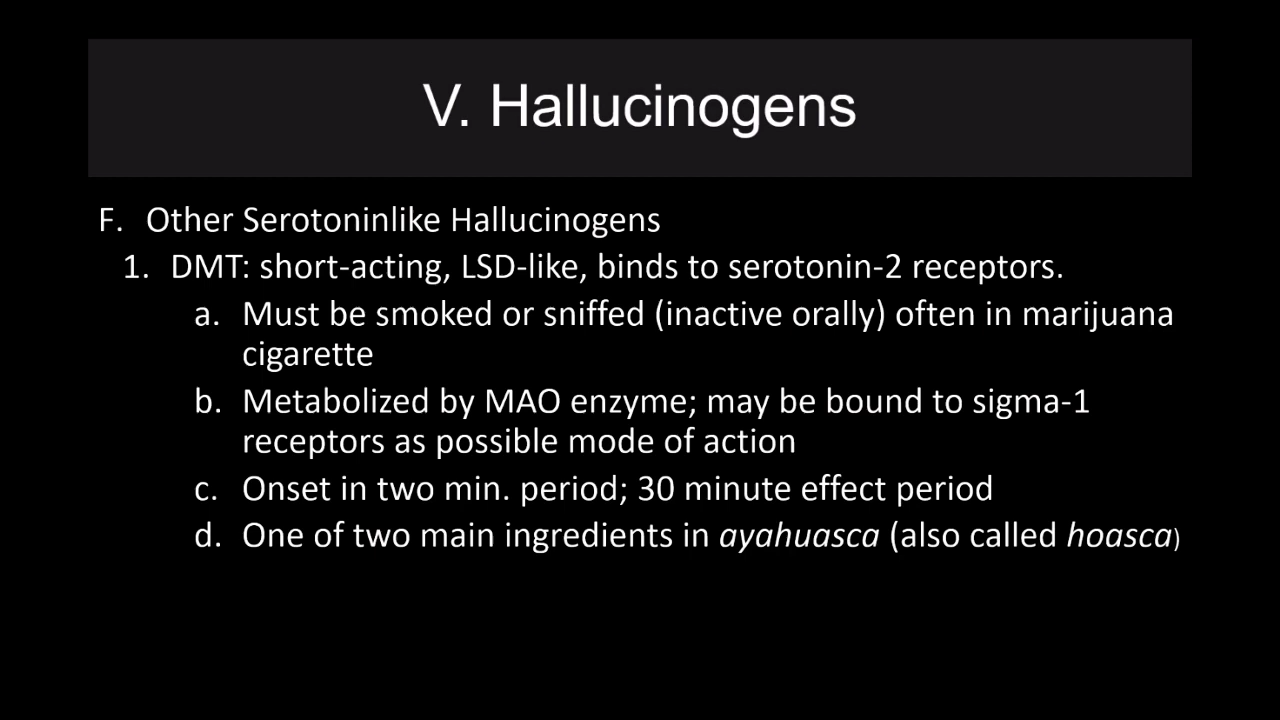 V. Hallucinogens
F. Other Serotoninlike Hallucinogens
1. DMT: short-acting, LSD-like, binds to serotonin-2 receptors.
a. Must be smoked or sniffed (inactive orally) often in marijuana
cigarette
b. Metabolized by MAO enzyme; may be bound to sigma-1
receptors as possible mode of action
c. Onset in two min. period; 30 minute effect period
d. One of two main ingredients in ayahuasca (also called hoasca)